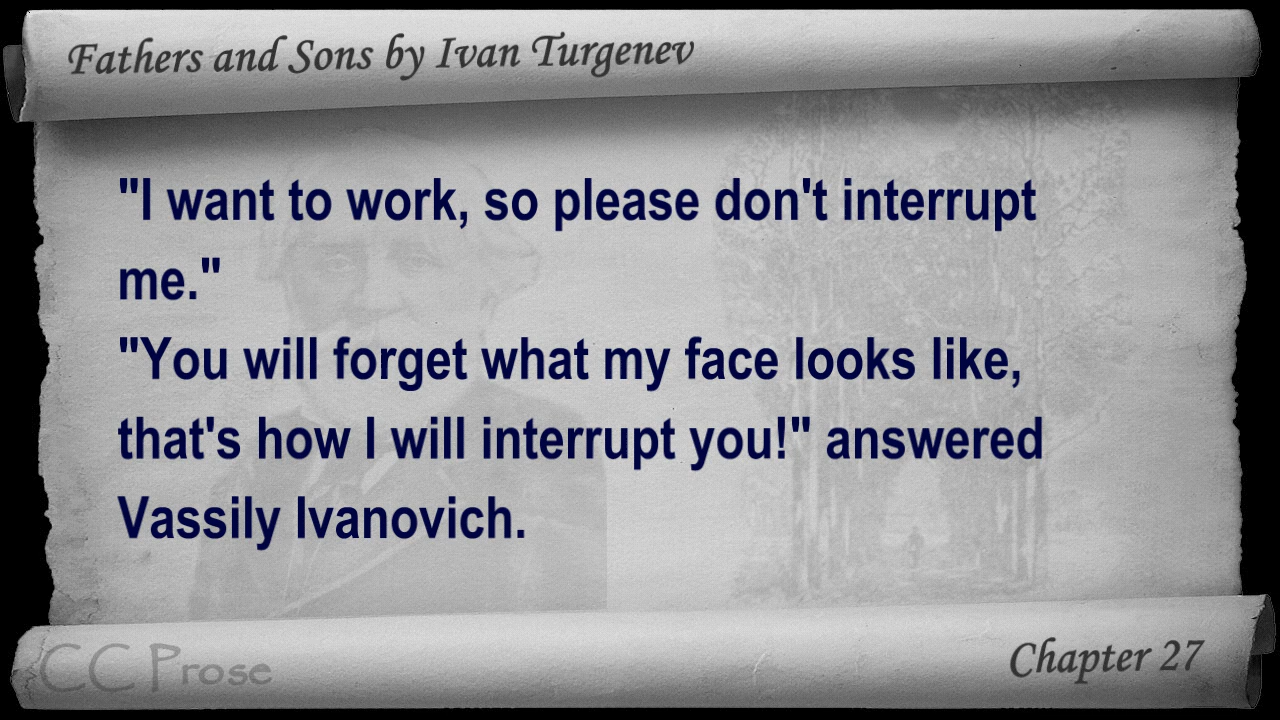 Fathers and Sons by Ivan Turgenev
"I want to work, so please don't interrupt
me."
"You will forget what my face looks like,
that's how I will interrupt you!" answered
Vassily Ivanovich.
CC Prose
Chapter 27